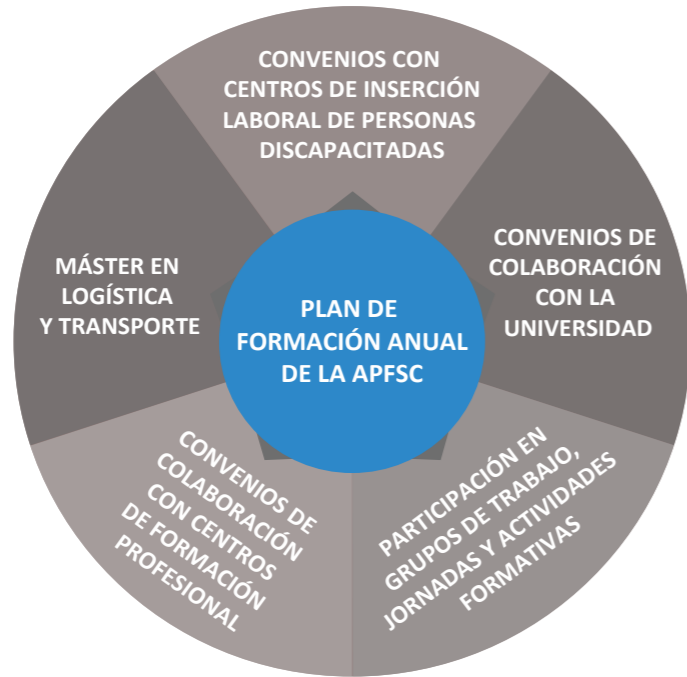 CONVENIOS CON
CENTROS DE INSERCIÓN
LABORAL DE PERSONAS
DISCAPACITADAS
CONVENIOS DE
COLABORACIÓN
CON LA
UNIVERSIDAD
MÁSTER EN
LOGÍSTICA
Y TRANSPORTE
PLAN DE
FORMACIÓN ANUAL
DE LA APFSC
CONVENIOS DE
COLABORACIÓN
CON CENTROS
DE FORMACIÓN
PROFESIONAL
PARTICIPACIÓN EN
GRUPOS DE TRABAJO,
JORNADAS Y ACTIVIDADES
FORMATIVAS